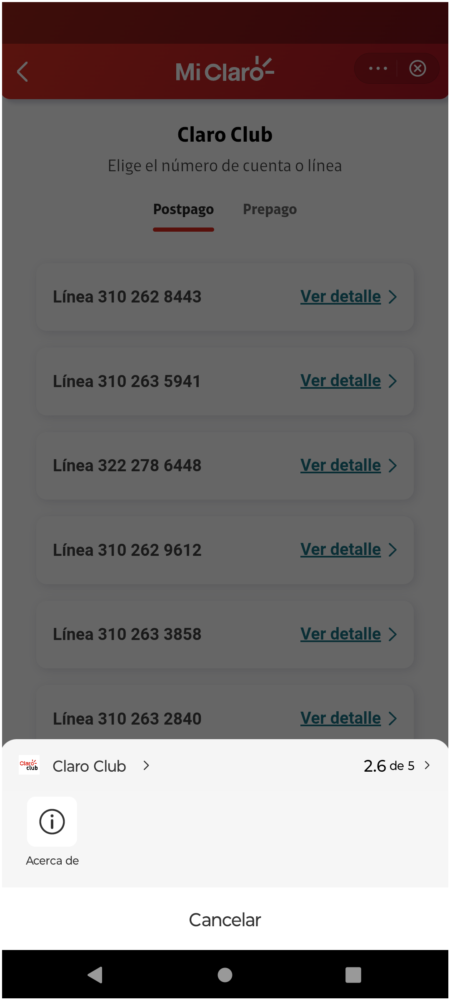 Mi Claro
Claro Club
Elige el número de cuenta o línea
Postpago Prepago
Línea 310 262 8443 Ver detalle
Línea 310 263 5941 Ver detalle
Línea 322 278 6448 Ver detalle
Línea 310 262 9612 Ver detalle
Línea 310 263 3858 Ver detalle
Línea 310 263 2840 Ver detalle
Claro
club
Claro Club 2.6 de 5
Acerca de
Cancelar